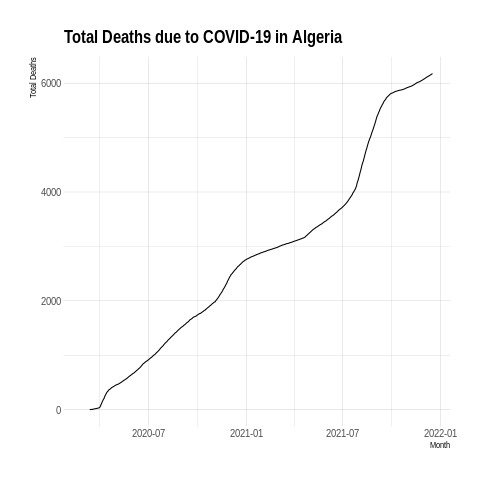 Total Deaths due to COVID-19 in Algeria
Total Deaths
6000
4000
2000
0
2020-07 2021-01 2021-07 2022-01
Month